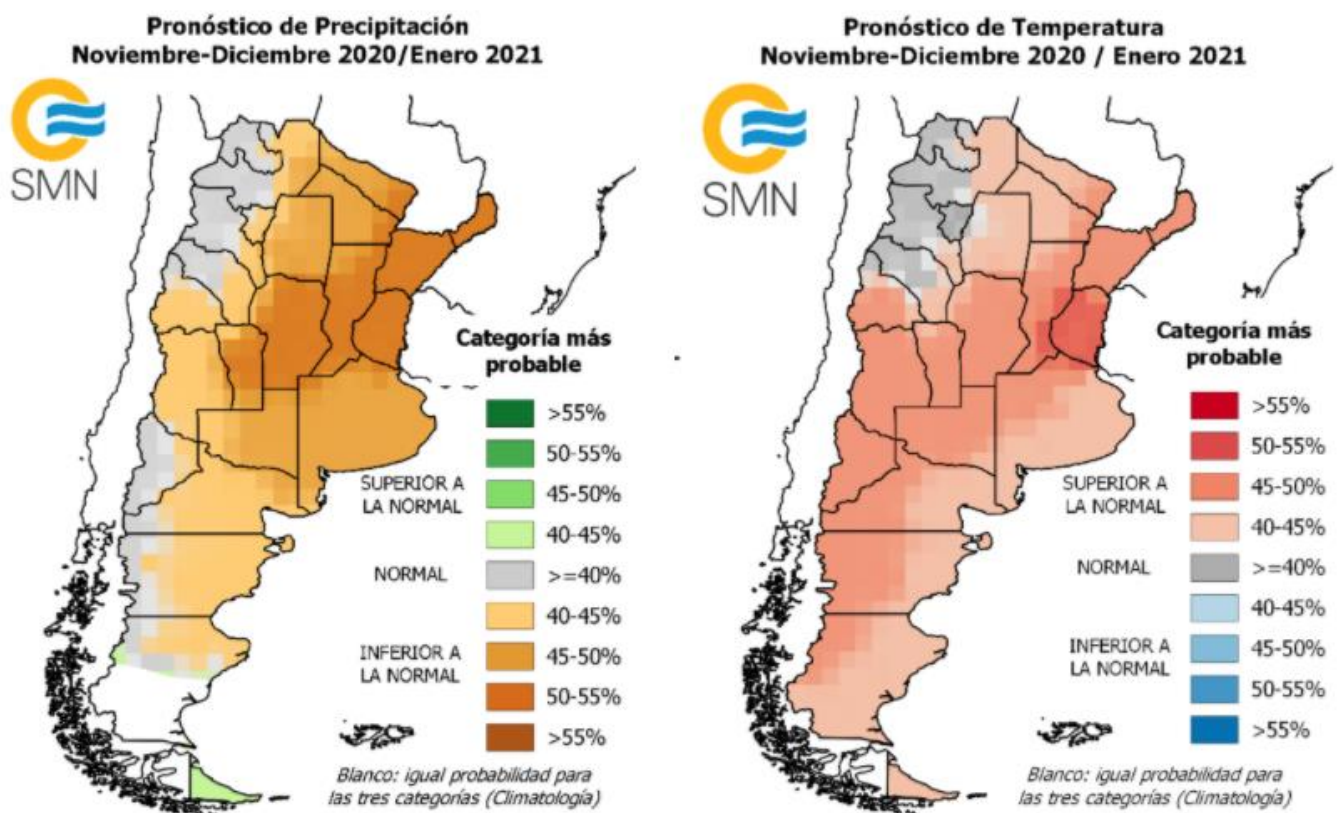 Pronóstico de Precipitación
Noviembre-Diciembre 2020/Enero 2021
SMN
Categoría más
probable
>55%
50-55%
SUPERIOR A
LA NORMAL
45-50%
40-45%
NORMAL
>=40%
40-45%
INFERIOR A
LA NORMAL
45-50%
50-55%
>55%
Blanco: igual probabilidad para
las tres categorías (Climatología)
Pronóstico de Temperatura
Noviembre-Diciembre 2020 / Enero 2021
SMN
Categoría más
probable
>55%
50-55%
SUPERIOR A
LA NORMAL
45-50%
40-45%
NORMAL
>=40%
40-45%
INFERIOR A
LA NORMAL
45-50%
50-55%
>55%
Blanco: igual probabilidad para
las tres categorías (Climatología)